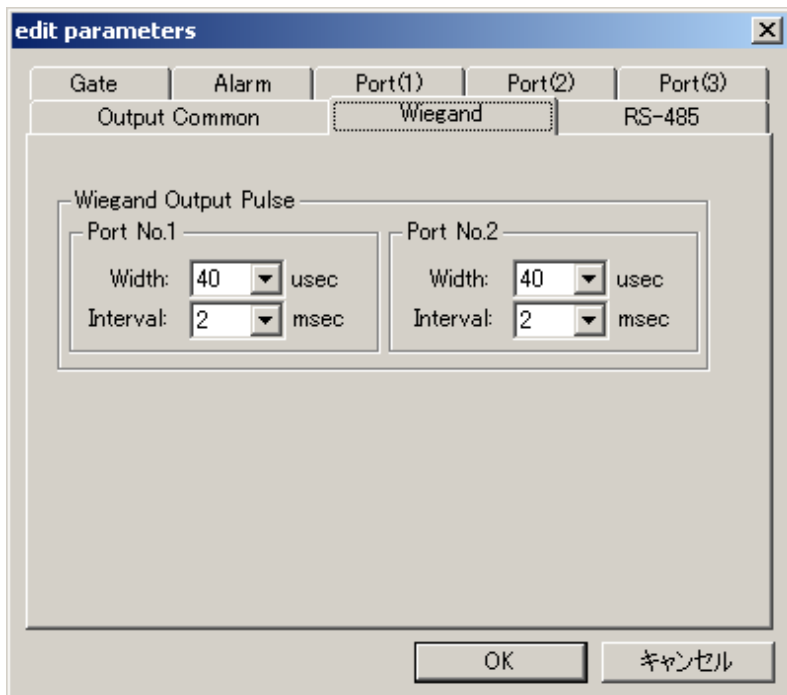 edit parameters
Gate Alarm Port(1) Port(2) Port(3)
Output Common Wiegand RS-485
Wiegand Output Pulse
Port No.1 Port No.2
Width: 40 usec Width: 40 usec
Interval: 2 msec Interval: 2 msec
OK キャンセル